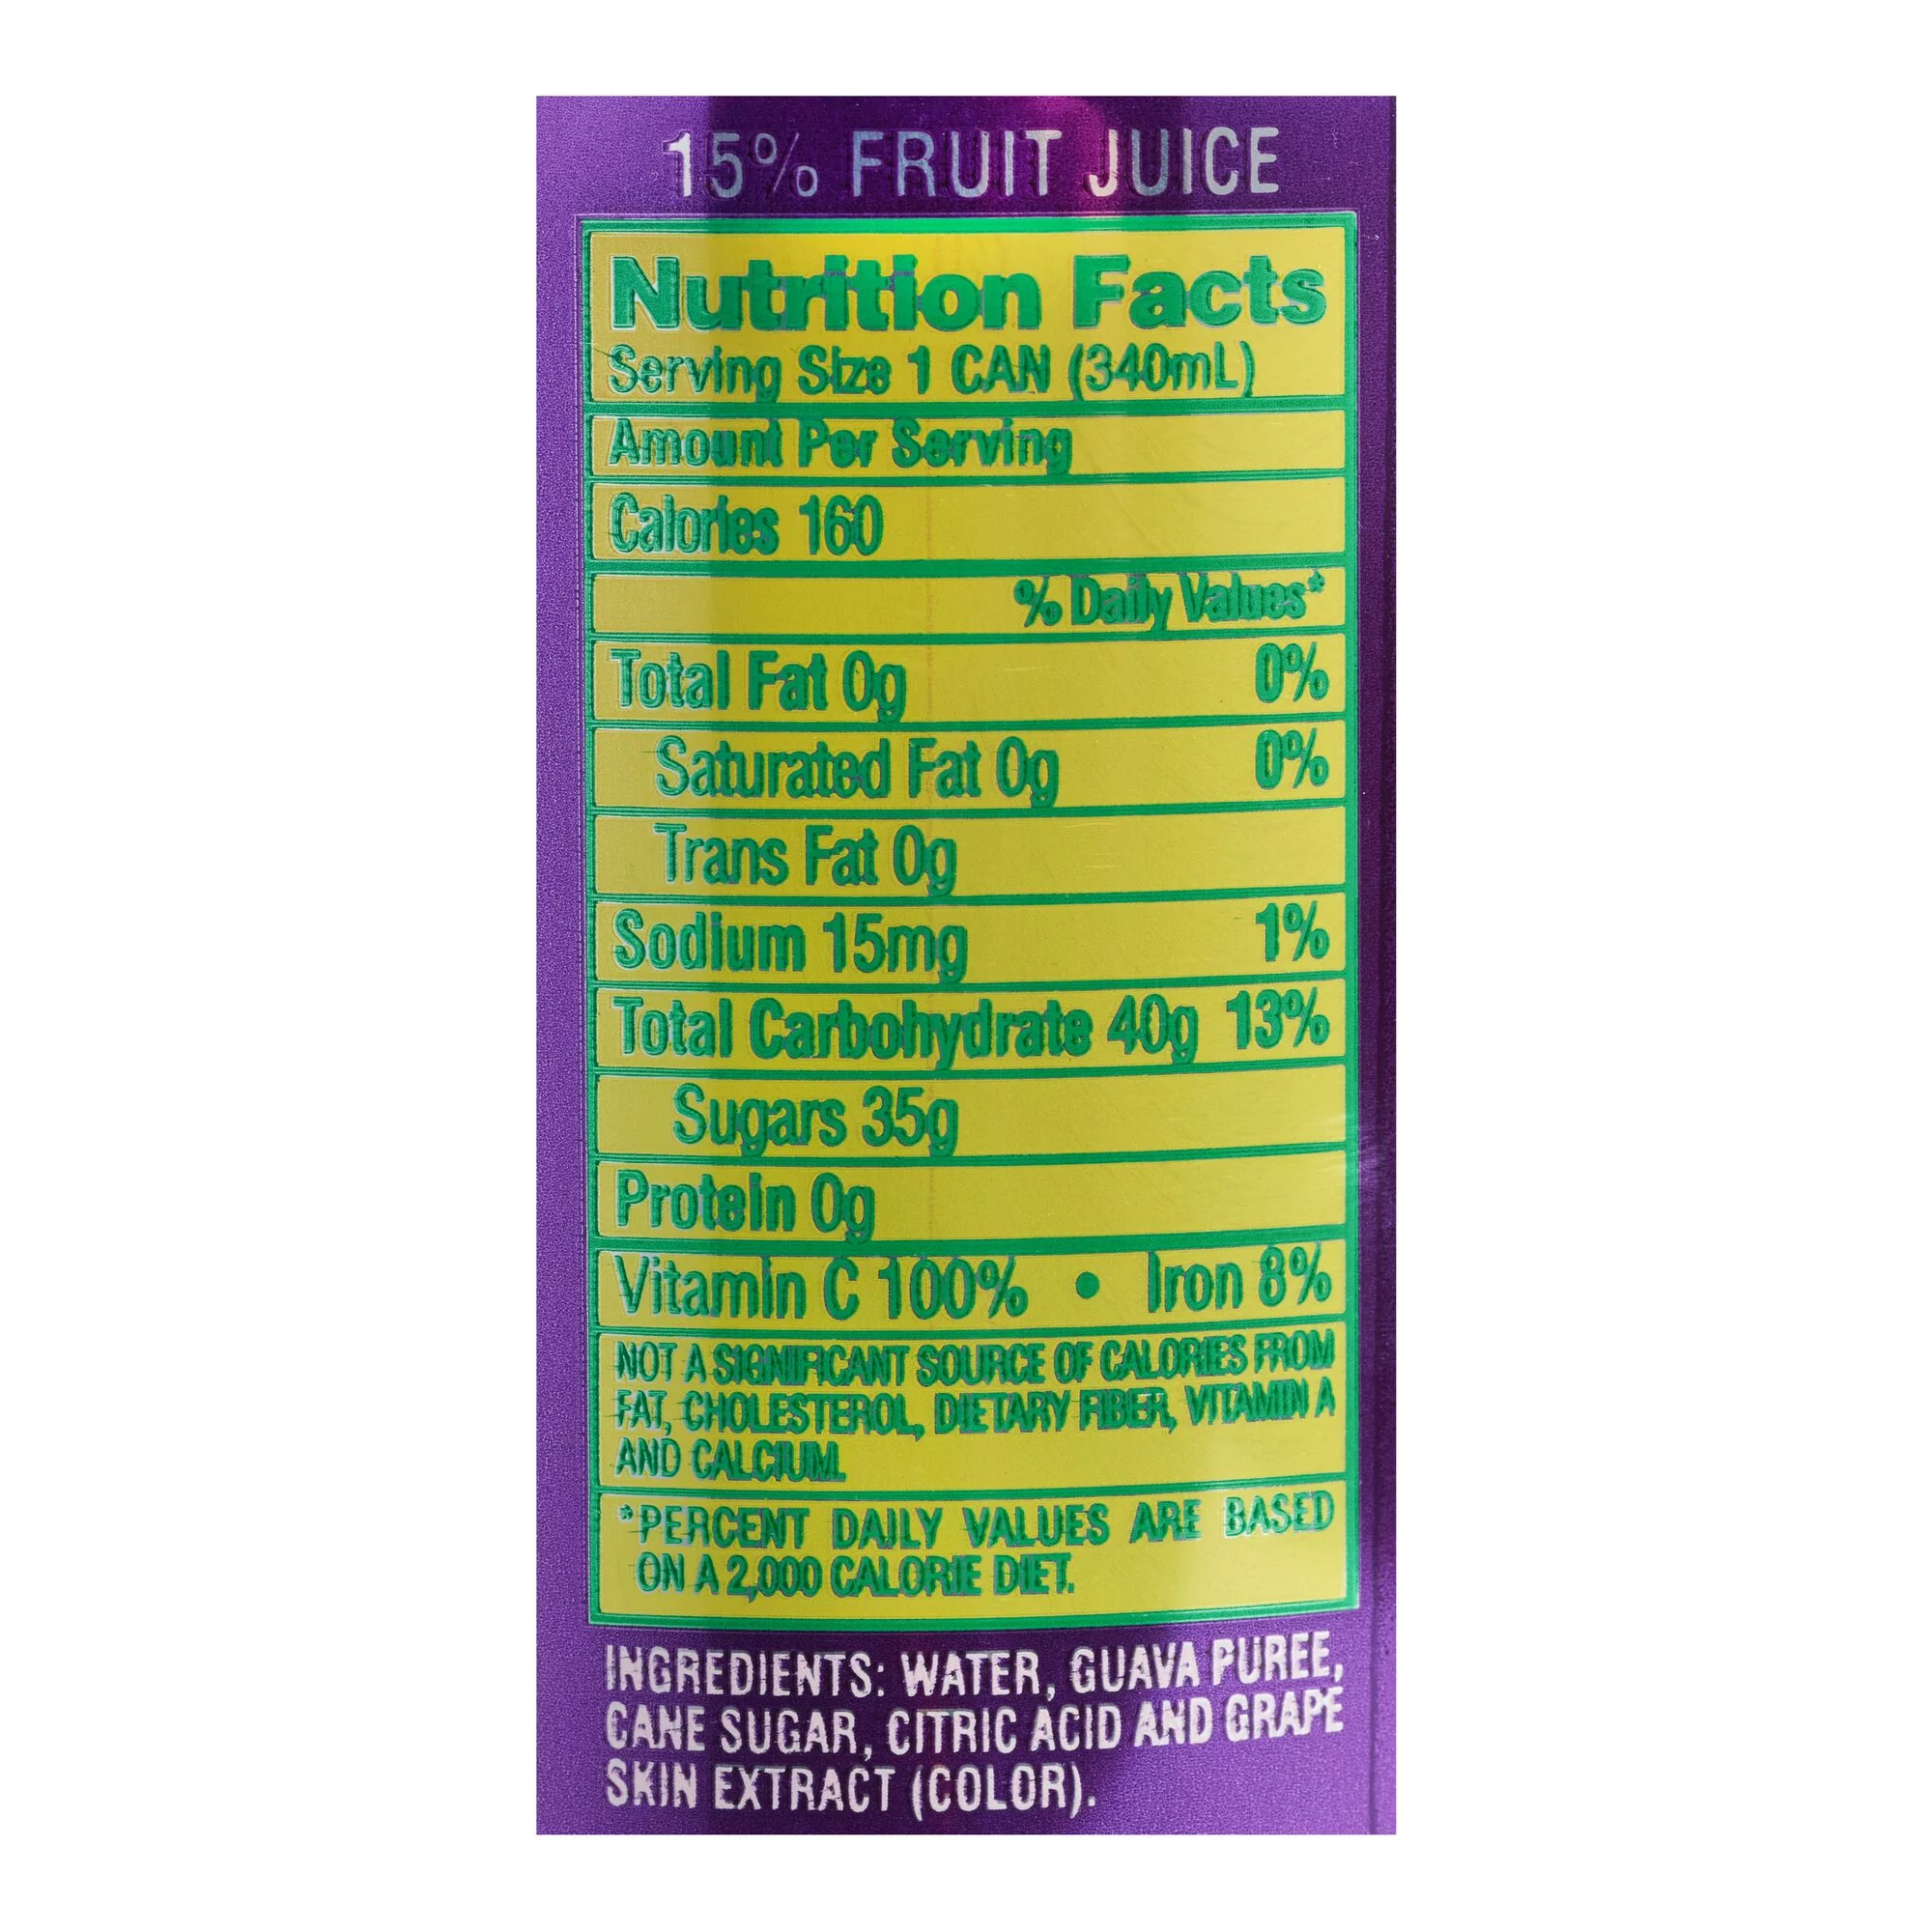 15% FRUIT JUICE
Nutrition Facts
Serving Size 1 CAN (340mL)
Amount Per Serving
Calories 160
% Daily Values*
Total Fat 0g 0%
Saturated Fat 0g 0%
Trans Fat 0g
Sodium 15mg 1%
Total Carbohydrate 40g 13%
Sugars 35g
Protein 0g
Vitamin C 100% • Iron 8%
NOT A SIGNIFICANT SOURCE OF CALORIES FROM
FAT, CHOLESTEROL, DIETARY FIBER, VITAMIN A
AND CALCIUM.
*PERCENT DAILY VALUES ARE BASED
ON A 2,000 CALORIE DIET.
INGREDIENTS: WATER, GUAVA PUREE,
CANE SUGAR, CITRIC ACID AND GRAPE
SKIN EXTRACT (COLOR).